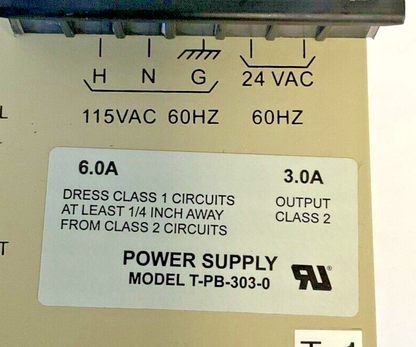 H N G 24 VAC
115VAC 60HZ 60HZ
6.0A 3.0A
DRESS CLASS 1 CIRCUITS OUTPUT
AT LEAST 1/4 INCH AWAY CLASS 2
FROM CLASS 2 CIRCUITS
POWER SUPPLY
MODEL T-PB-303-0